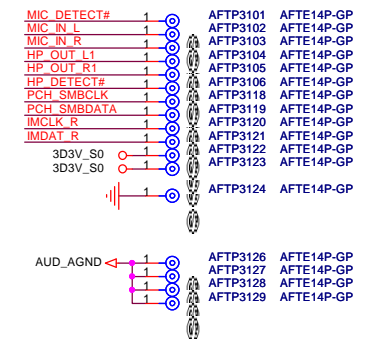 MIC_DETECT# 1 AFTP3101 AFTE14P-GP
MIC_IN_L 1 AFTP3102 AFTE14P-GP
MIC_IN_R 1 AFTP3103 AFTE14P-GP
HP_OUT_L1 1 AFTP3104 AFTE14P-GP
HP_OUT_R1 1 AFTP3105 AFTE14P-GP
HP_DETECT# 1 AFTP3106 AFTE14P-GP
PCH_SMBCLK 1 AFTP3118 AFTE14P-GP
PCH_SMBDATA 1 AFTP3119 AFTE14P-GP
IMCLK_R 1 AFTP3120 AFTE14P-GP
IMDAT_R 1 AFTP3121 AFTE14P-GP
3D3V_S0 1 AFTP3122 AFTE14P-GP
3D3V_S0 1 AFTP3123 AFTE14P-GP
1 AFTP3124 AFTE14P-GP
AUD_AGND 1 AFTP3126 AFTE14P-GP
1 AFTP3127 AFTE14P-GP
1 AFTP3128 AFTE14P-GP
1 AFTP3129 AFTE14P-GP